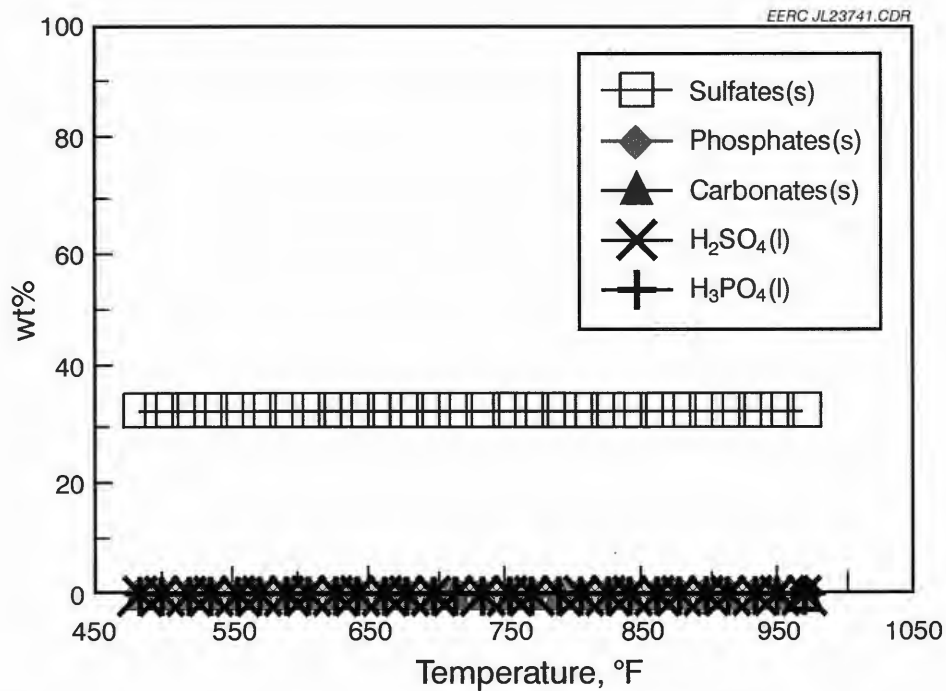 EERC JL23741.CDR
100
80
60
40
20
0
wt%
Sulfates(s)
Phosphates(s)
Carbonates(s)
H₂SO₄(l)
H₃PO₄(l)
450 550 650 750 850 950 1050
Temperature, °F